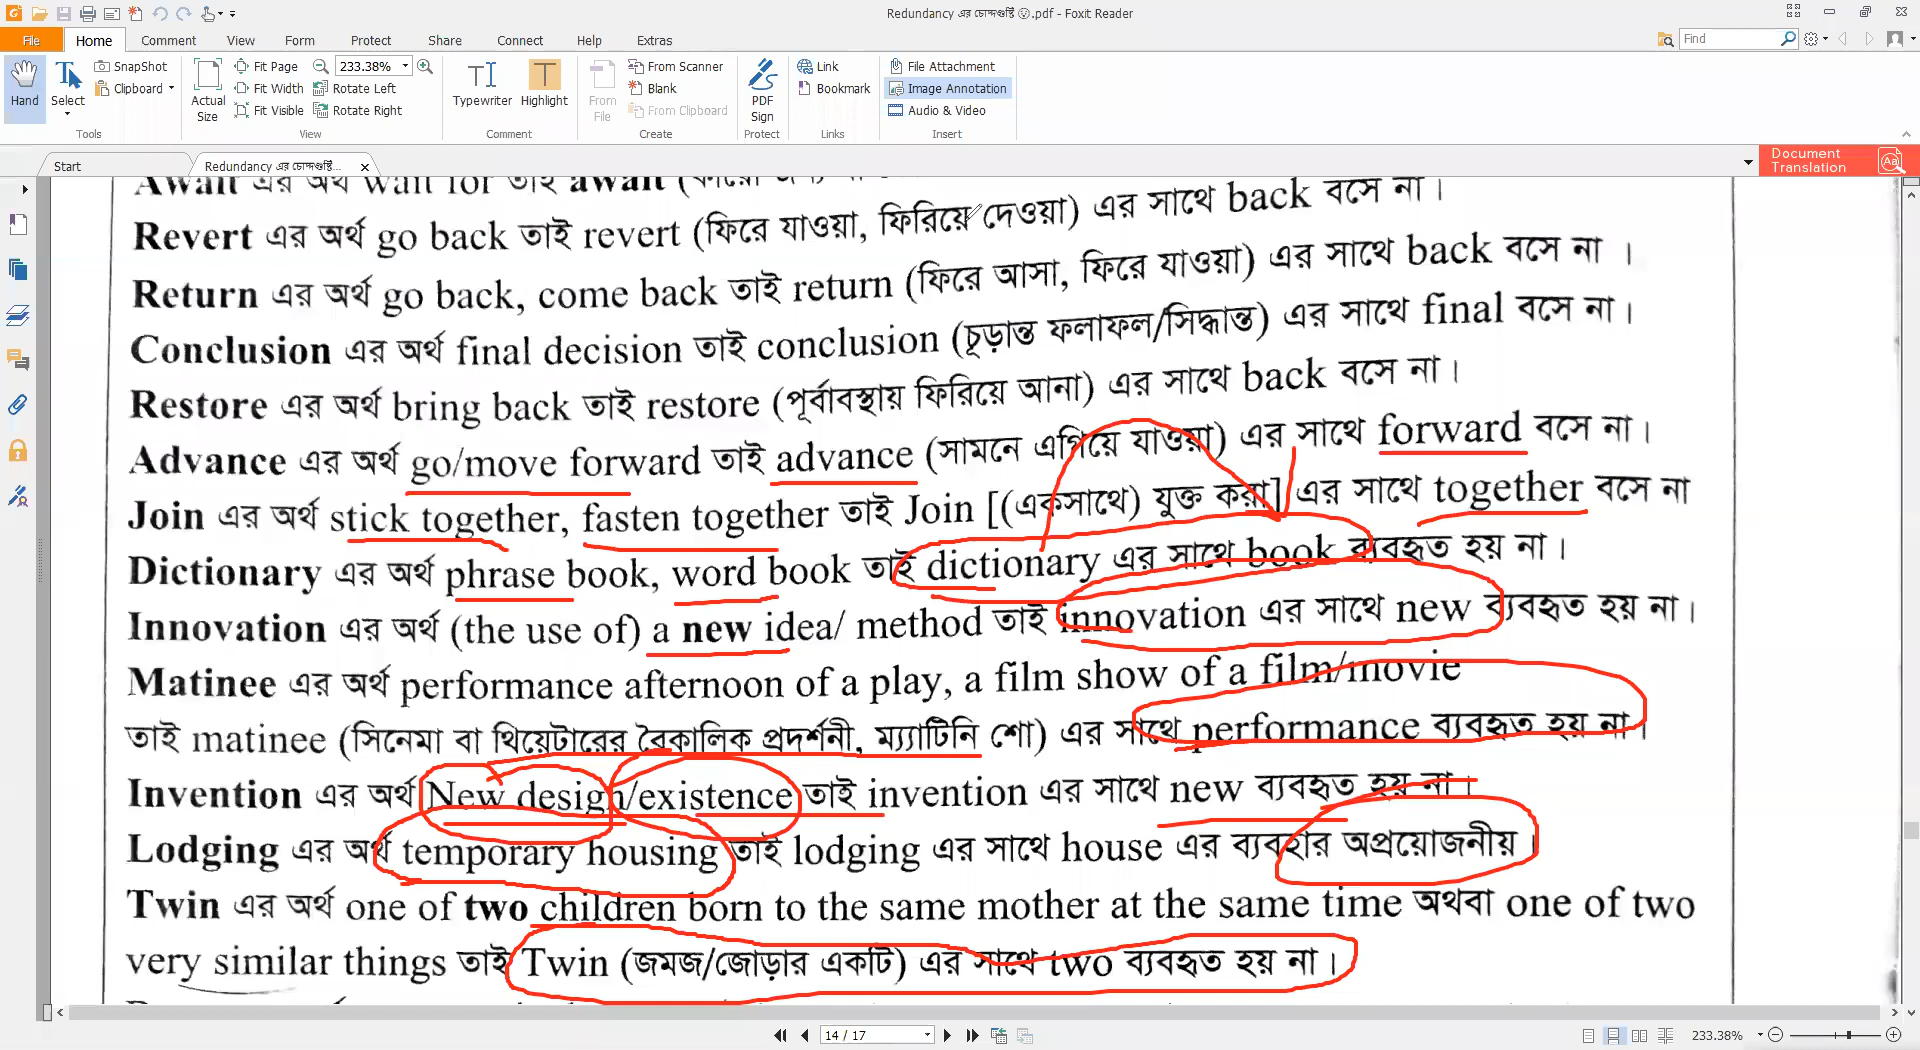 Redundancy এর চোদ্দগুষ্টি 😲.pdf - Foxit Reader
File Home Comment View Form Protect Share Connect Help Extras Find
SnapShot Fit Page 233.38% From Scanner Link File Attachment
Clipboard Fit Width Rotate Left Blank Bookmark Image Annotation
Hand Select Actual Size Fit Visible Rotate Right Typewriter Highlight From File From Clipboard PDF Sign Audio & Video
Tools View Comment Create Protect Links Insert
Start Redundancy এর চোদ্দগুষ্টি... Document Translation
Await এর অর্থ wait for তাই await
Revert এর অর্থ go back তাই revert (ফিরে যাওয়া, ফিরিয়ে দেওয়া) এর সাথে back বসে না।
Return এর অর্থ go back, come back তাই return (ফিরে আসা, ফিরে যাওয়া) এর সাথে back বসে না ।
Conclusion এর অর্থ final decision তাই conclusion (চূড়ান্ত ফলাফল/সিদ্ধান্ত) এর সাথে final বসে না।
Restore এর অর্থ bring back তাই restore (পূর্বাবস্থায় ফিরিয়ে আনা) এর সাথে back বসে না।
Advance এর অর্থ go/move forward তাই advance (সামনে এগিয়ে যাওয়া) এর সাথে forward বসে না।
Join এর অর্থ stick together, fasten together তাই Join [(একসাথে) যুক্ত করা] এর সাথে together বসে না
Dictionary এর অর্থ phrase book, word book তাই dictionary এর সাথে book ব্যবহৃত হয় না।
Innovation এর অর্থ (the use of) a new idea/ method তাই innovation এর সাথে new ব্যবহৃত হয় না।
Matinee এর অর্থ performance afternoon of a play, a film show of a film/movie
তাই matinee (সিনেমা বা থিয়েটারের বৈকালিক প্রদর্শনী, ম্যাটিনি শো) এর সাথে performance ব্যবহৃত হয় না।
Invention এর অর্থ New design/existence তাই invention এর সাথে new ব্যবহৃত হয় না।
Lodging এর অর্থ temporary housing তাই lodging এর সাথে house এর ব্যবহার অপ্রয়োজনীয়।
Twin এর অর্থ one of two children born to the same mother at the same time অথবা one of two
very similar things তাই Twin (জমজ/জোড়ার একটি) এর সাথে two ব্যবহৃত হয় না।
14 / 17 233.38%